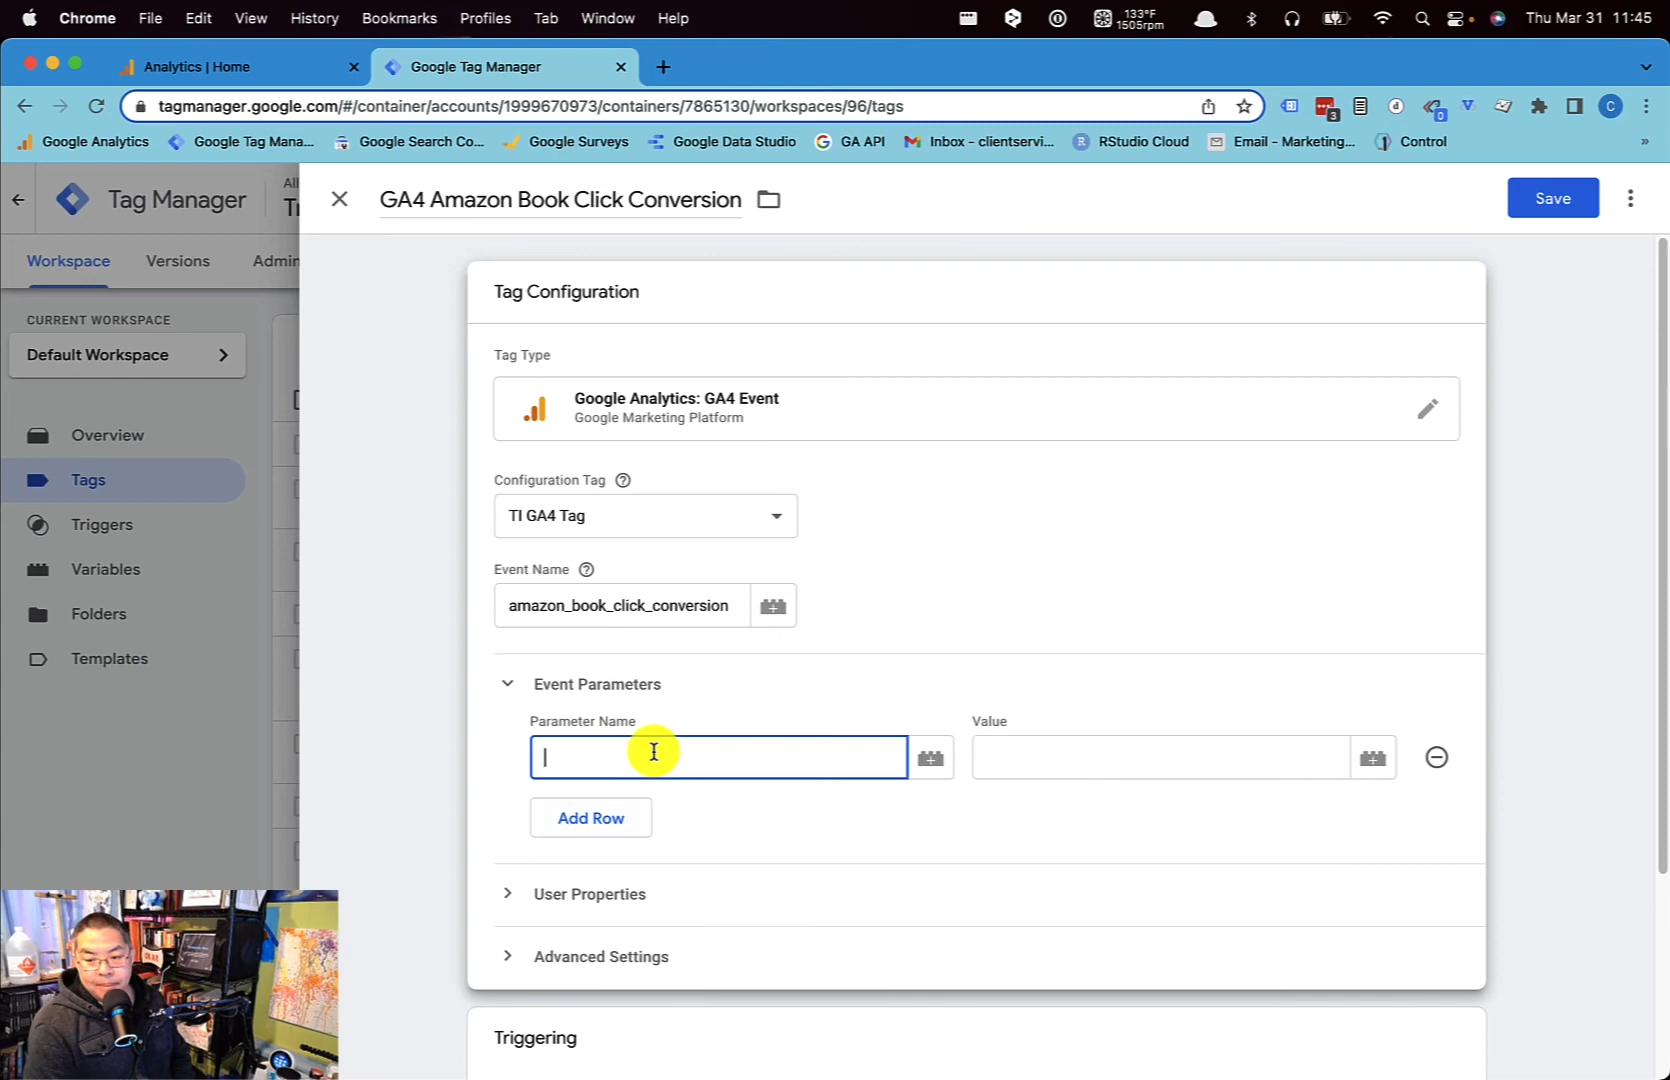 Chrome File Edit View History Bookmarks Profiles Tab Window Help 133°F 1505rpm Thu Mar 31 11:45
Analytics | Home Google Tag Manager
tagmanager.google.com/#/container/accounts/1999670973/containers/7865130/workspaces/96/tags 3 0 C
Google Analytics Google Tag Mana... Google Search Co... Google Surveys Google Data Studio GA API Inbox - clientservi... RStudio Cloud Email - Marketing... Control »
Tag Manager All
GA4 Amazon Book Click Conversion Save
Workspace Versions Admin
CURRENT WORKSPACE
Default Workspace
Overview
Tags
Triggers
Variables
Folders
Templates
Tag Configuration
Tag Type
Google Analytics: GA4 Event
Google Marketing Platform
Configuration Tag
TI GA4 Tag
Event Name
amazon_book_click_conversion
Event Parameters
Parameter Name Value
Add Row
User Properties
Advanced Settings
Triggering